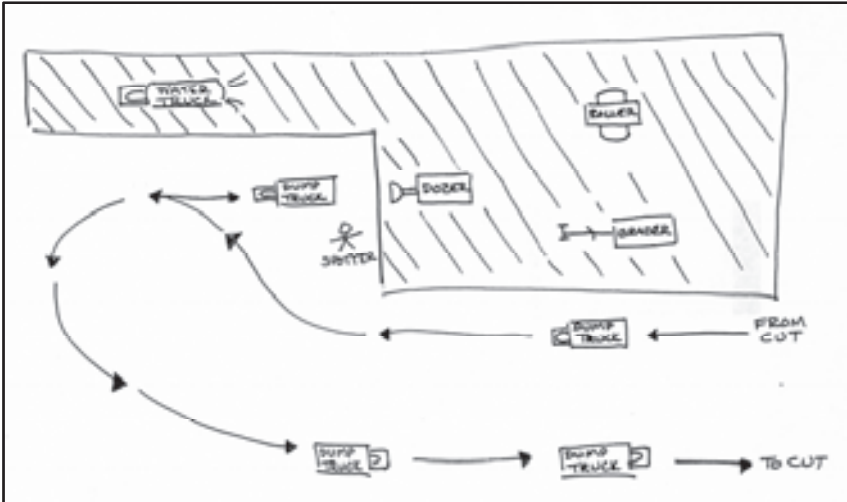 WATER
TRUCK
ROLLER
DUMP
TRUCK
DOZER
SPOTTER
GRADER
DUMP
TRUCK
FROM
CUT
DUMP
TRUCK
DUMP
TRUCK
TO CUT